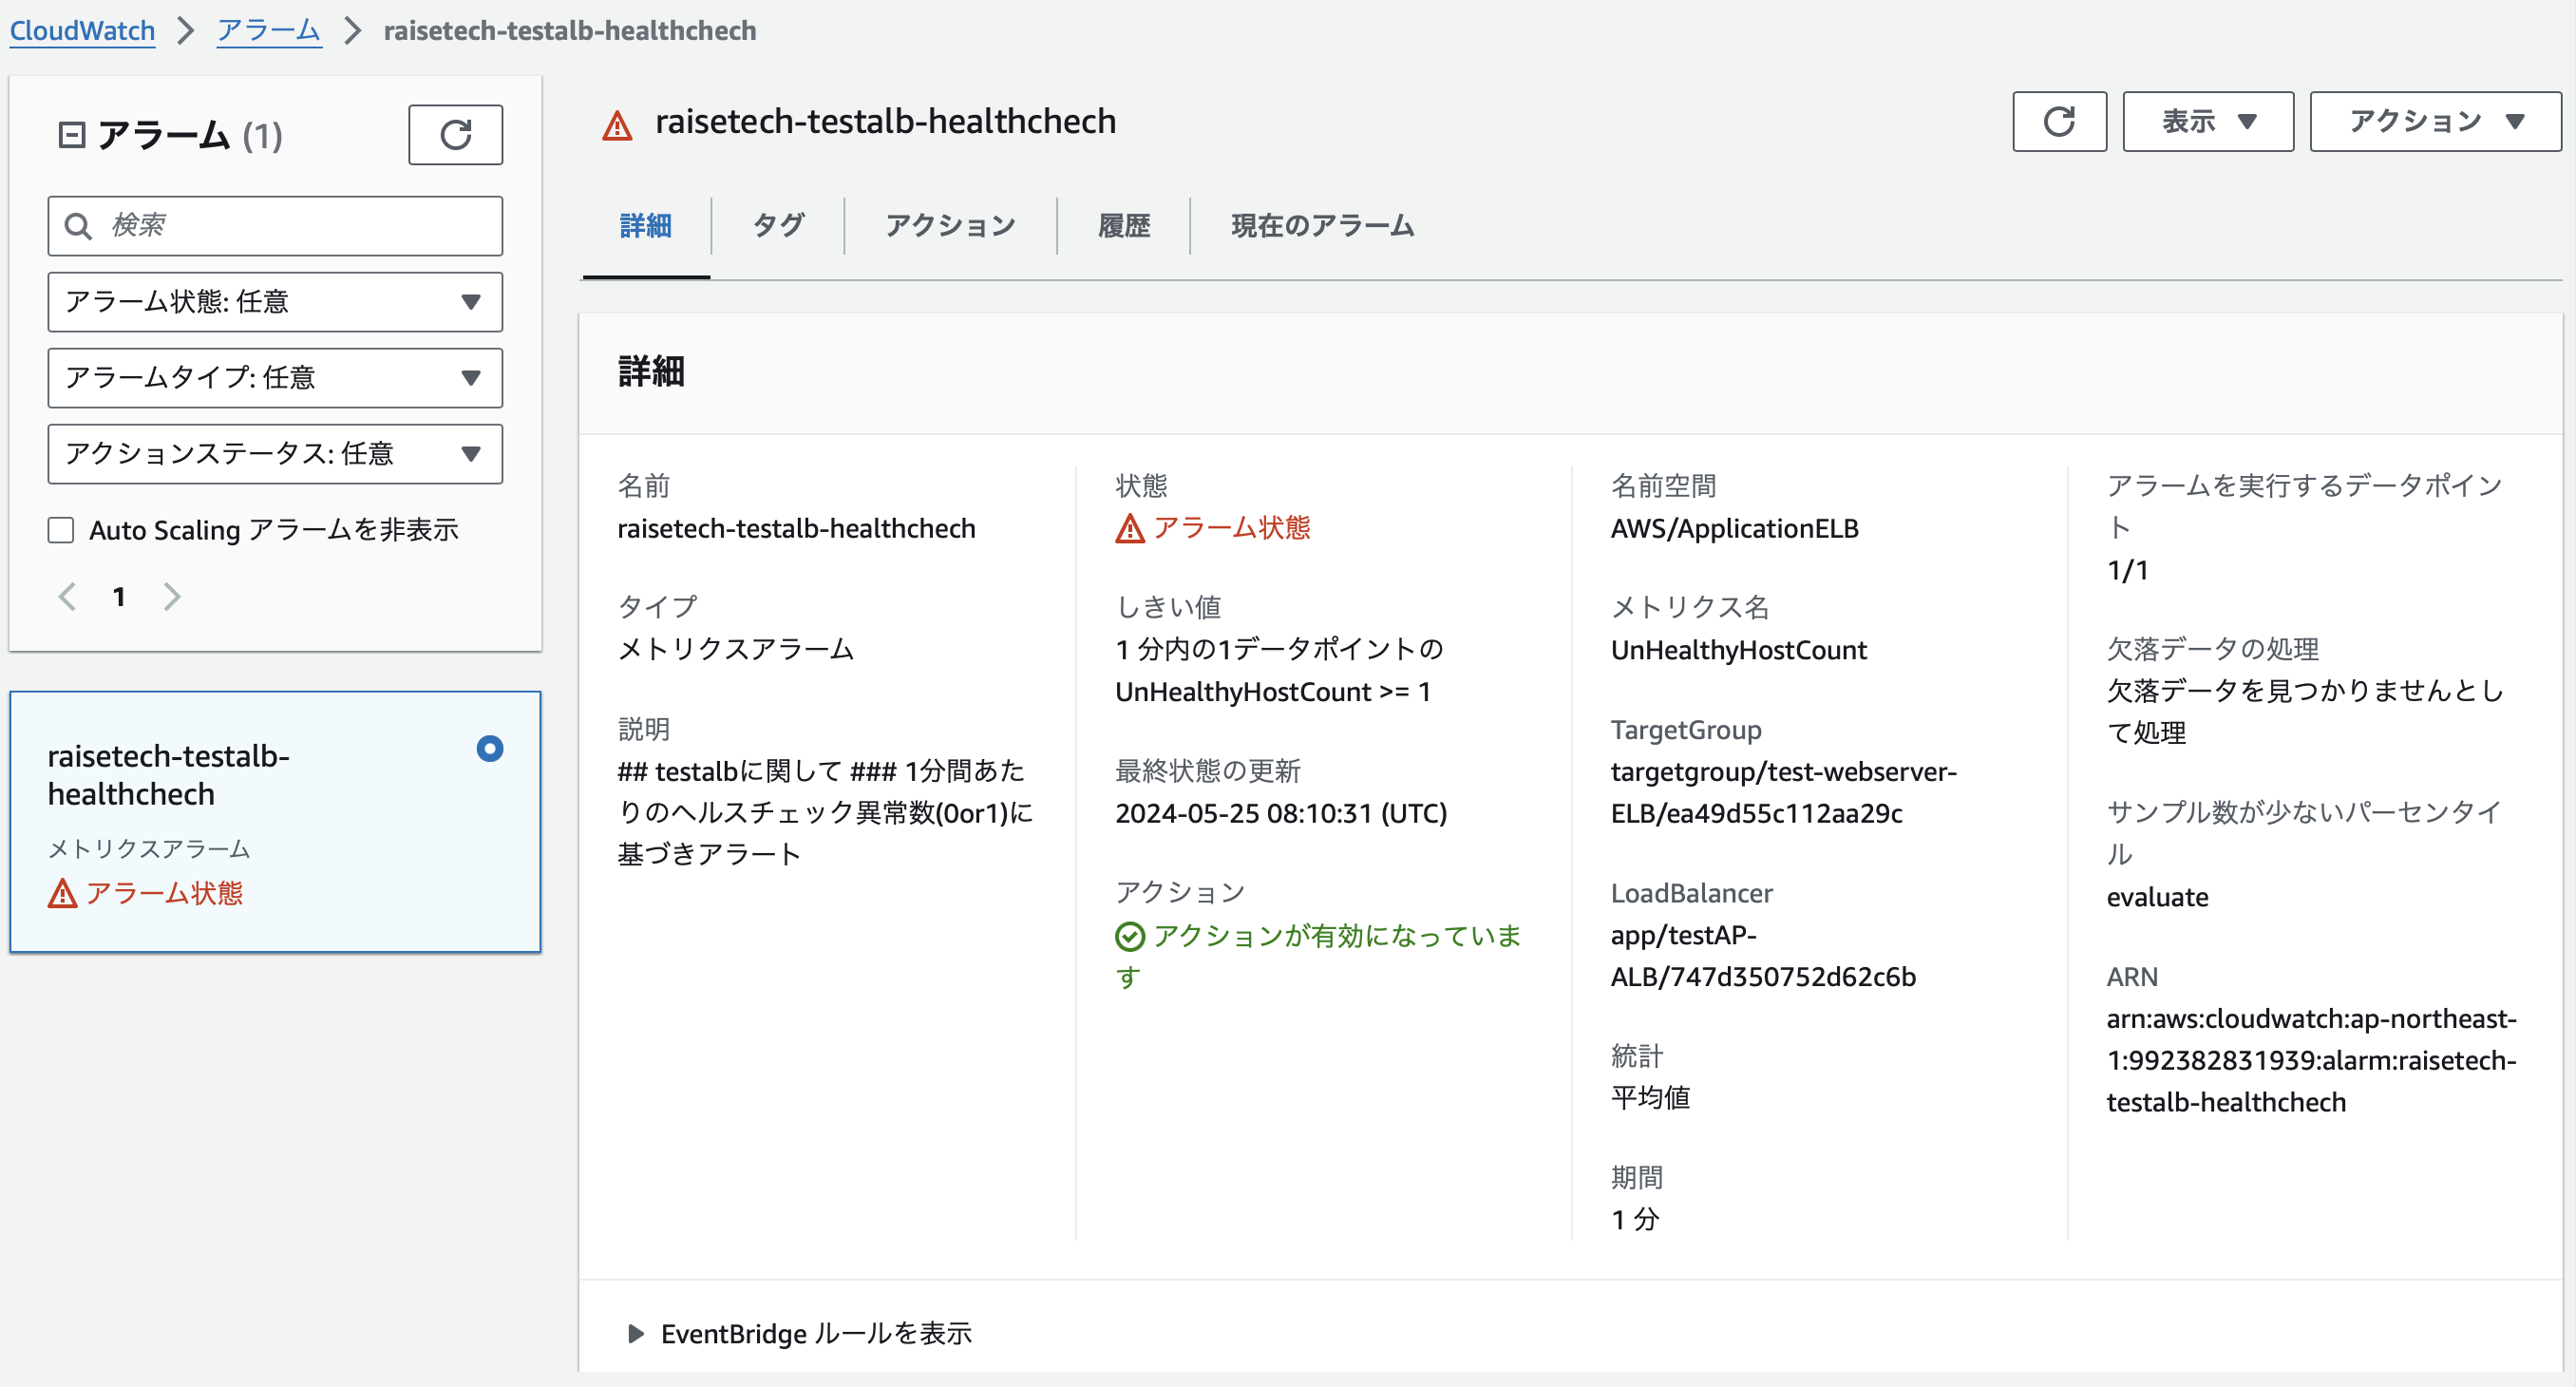 CloudWatch > アラーム > raisetech-testalb-healthchech
アラーム (1)
検索
アラーム状態: 任意
アラームタイプ: 任意
アクションステータス: 任意
Auto Scaling アラームを非表示
1
raisetech-testalb-
healthchech
メトリクスアラーム
アラーム状態
raisetech-testalb-healthchech
表示
アクション
詳細
タグ
アクション
履歴
現在のアラーム
詳細
名前
raisetech-testalb-healthchech
タイプ
メトリクスアラーム
説明
## testalbに関して ### 1分間あた
りのヘルスチェック異常数(0or1)に
基づきアラート
状態
アラーム状態
しきい値
1 分内の1データポイントの
UnHealthyHostCount >= 1
最終状態の更新
2024-05-25 08:10:31 (UTC)
アクション
アクションが有効になっていま
す
名前空間
AWS/ApplicationELB
メトリクス名
UnHealthyHostCount
TargetGroup
targetgroup/test-webserver-
ELB/ea49d55c112aa29c
LoadBalancer
app/testAP-
ALB/747d350752d62c6b
統計
平均値
期間
1 分
アラームを実行するデータポイン
ト
1/1
欠落データの処理
欠落データを見つかりませんとし
て処理
サンプル数が少ないパーセンタイ
ル
evaluate
ARN
arn:aws:cloudwatch:ap-northeast-
1:992382831939:alarm:raisetech-
testalb-healthchech
EventBridge ルールを表示